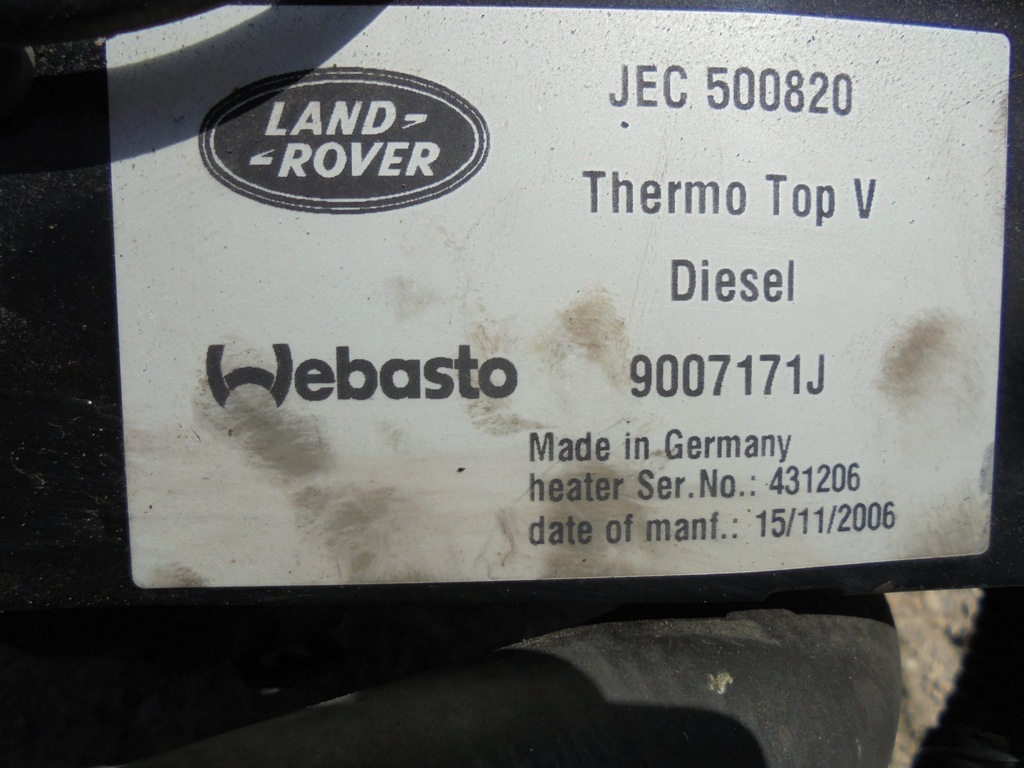 LAND
ROVER
JEC 500820
Thermo Top V
Diesel
Webasto
9007171J
Made in Germany
heater Ser.No.: 431206
date of manf.: 15/11/2006